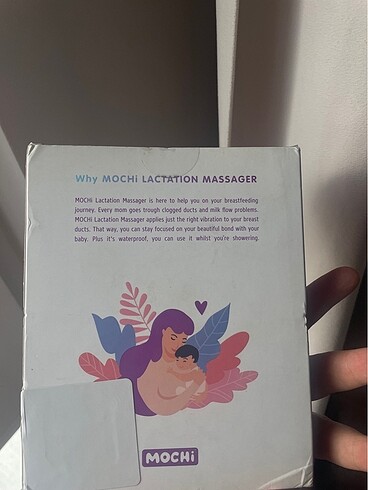 Why MOCHi LACTATION MASSAGER
MOCHi Lactation Massager is here to help you on your breastfeeding
journey. Every mom goes trough clogged ducts and milk flow problems.
MOCHi Lactation Massager applies just the right vibration to your breast
ducts. That way, you can stay focused on your beautiful bond with your
baby. Plus it's waterproof, you can use it whilst you're showering.
MOCHi